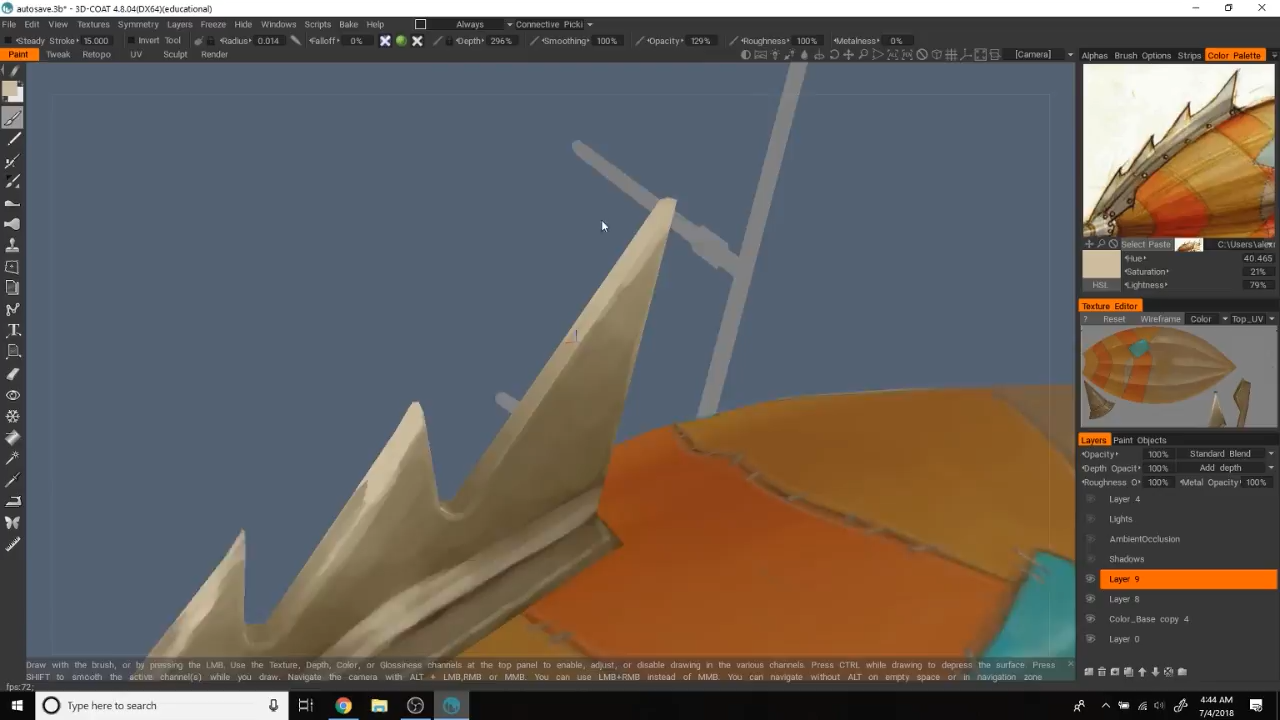 autosave.3b* - 3D-COAT 4.8.04(DX64)(educational)
File Edit View Textures Symmetry Layers Freeze Hide Windows Scripts Bake Help Always Connective Picki
Steady Stroke 15.000 Invert Tool Radius 0.014 Falloff 0% Depth 296% Smoothing 100% Opacity 129% Roughness 100% Metalness 0%
Paint Tweak Retopo UV Sculpt Render [Camera] Alphas Brush Options Strips Color Palette
Select Paste C:\Users\alex
Hue 40.465
Saturation 21%
HSL Lightness 79%
Texture Editor
? Reset Wireframe Color Top_UV
Layers Paint Objects
Opacity 100% Standard Blend
Depth Opacit 100% Add depth
Roughness O 100% Metal Opacity 100%
Layer 4
Lights
AmbientOcclusion
Shadows
Layer 9
Layer 8
Color_Base copy 4
Layer 0
Draw with the brush, or by pressing the LMB. Use the Texture, Depth, Color, or Glossiness channels at the top panel to enable, adjust, or disable drawing in the various channels Press CTRL while drawing to depress the surface. Press
SHIFT to smooth the active channel(s) while you draw. Navigate the camera with ALT + LMB,RMB or MMB. You can use LMB+RMB instead of MMB. You can navigate without ALT on empty space or in navigation zone
fps:72;
Type here to search
4:44 AM
7/4/2018